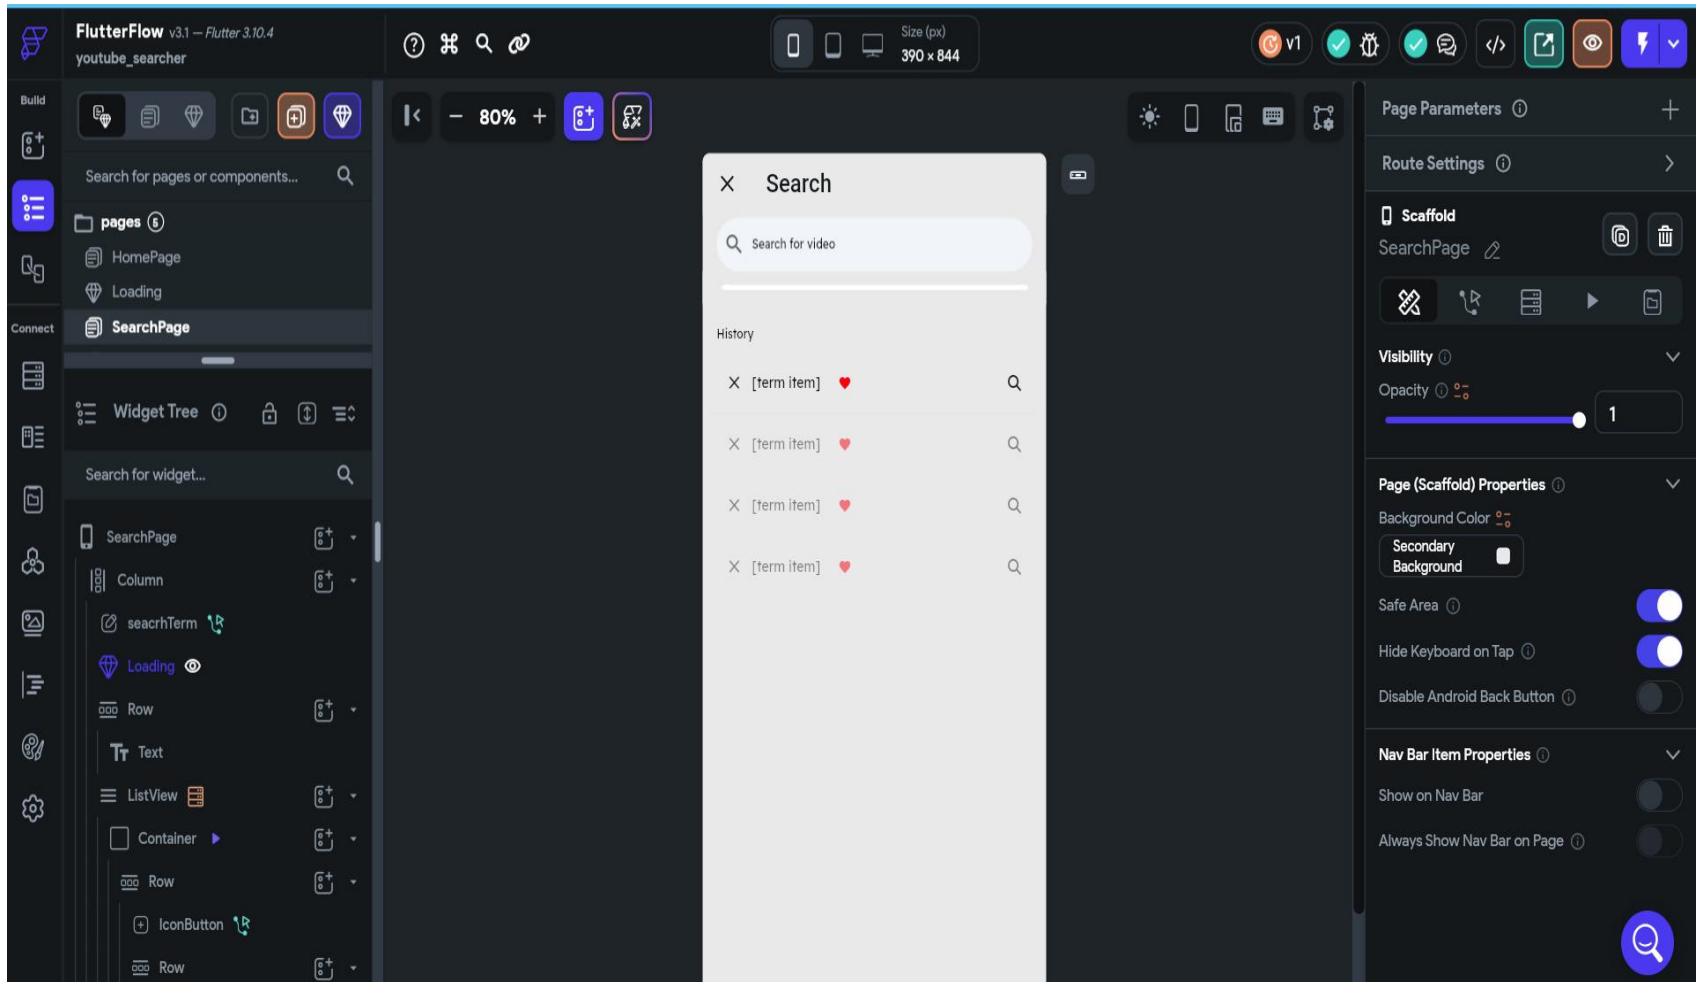 FlutterFlow v3.1 – Flutter 3.10.4
youtube_searcher
Size (px)
390 × 844
v1
Build
80%
Search for pages or components...
pages 5
HomePage
Loading
SearchPage
Connect
Widget Tree
Search for widget...
SearchPage
Column
seacrhTerm
Loading
Row
Text
ListView
Container
Row
IconButton
Row
Search
Search for video
History
[term item]
[term item]
[term item]
[term item]
Page Parameters
Route Settings
Scaffold
SearchPage
Visibility
Opacity
1
Page (Scaffold) Properties
Background Color
Secondary
Background
Safe Area
Hide Keyboard on Tap
Disable Android Back Button
Nav Bar Item Properties
Show on Nav Bar
Always Show Nav Bar on Page